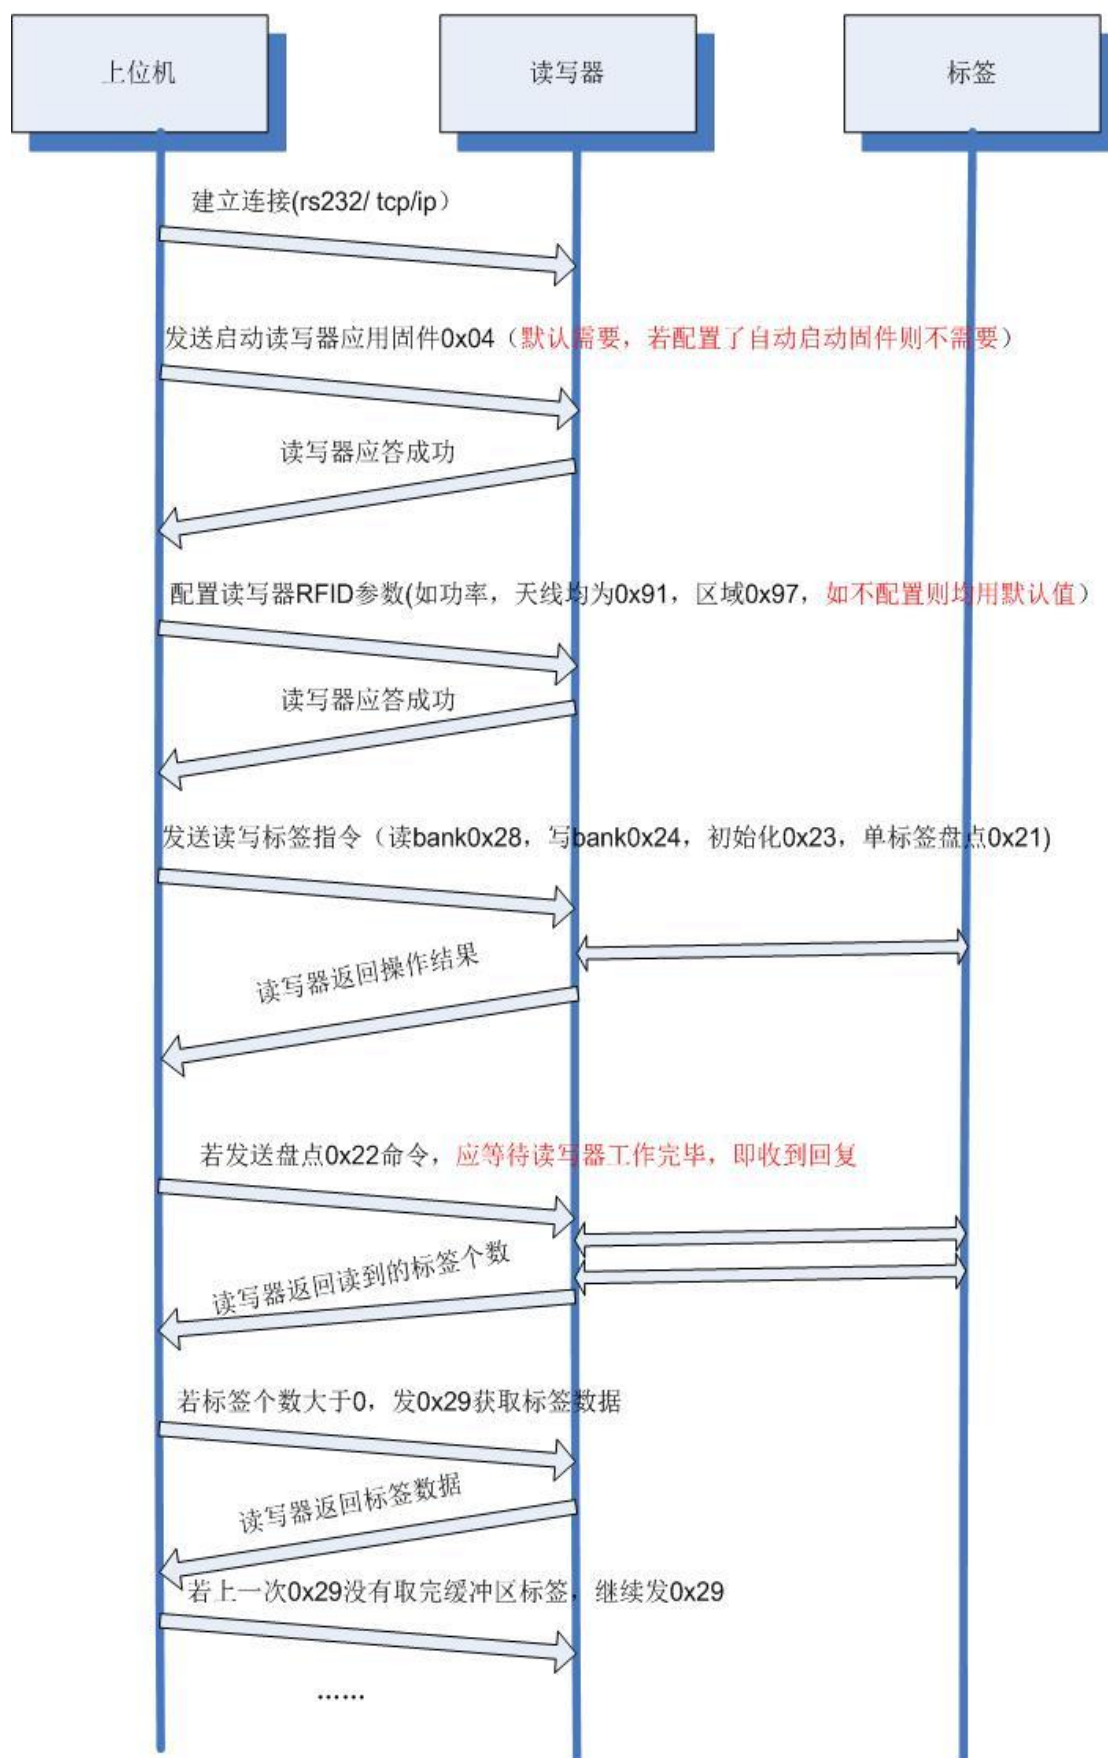 上位机
读写器
标签
建立连接(rs232/ tcp/ip）
发送启动读写器应用固件0x04（默认需要，若配置了自动启动固件则不需要）
读写器应答成功
配置读写器RFID参数(如功率，天线均为0x91，区域0x97，如不配置则均用默认值）
读写器应答成功
发送读写标签指令（读bank0x28，写bank0x24，初始化0x23，单标签盘点0x21)
读写器返回操作结果
若发送盘点0x22命令，应等待读写器工作完毕，即收到回复
读写器返回读到的标签个数
若标签个数大于0，发0x29获取标签数据
读写器返回标签数据
若上一次0x29没有取完缓冲区标签，继续发0x29
……